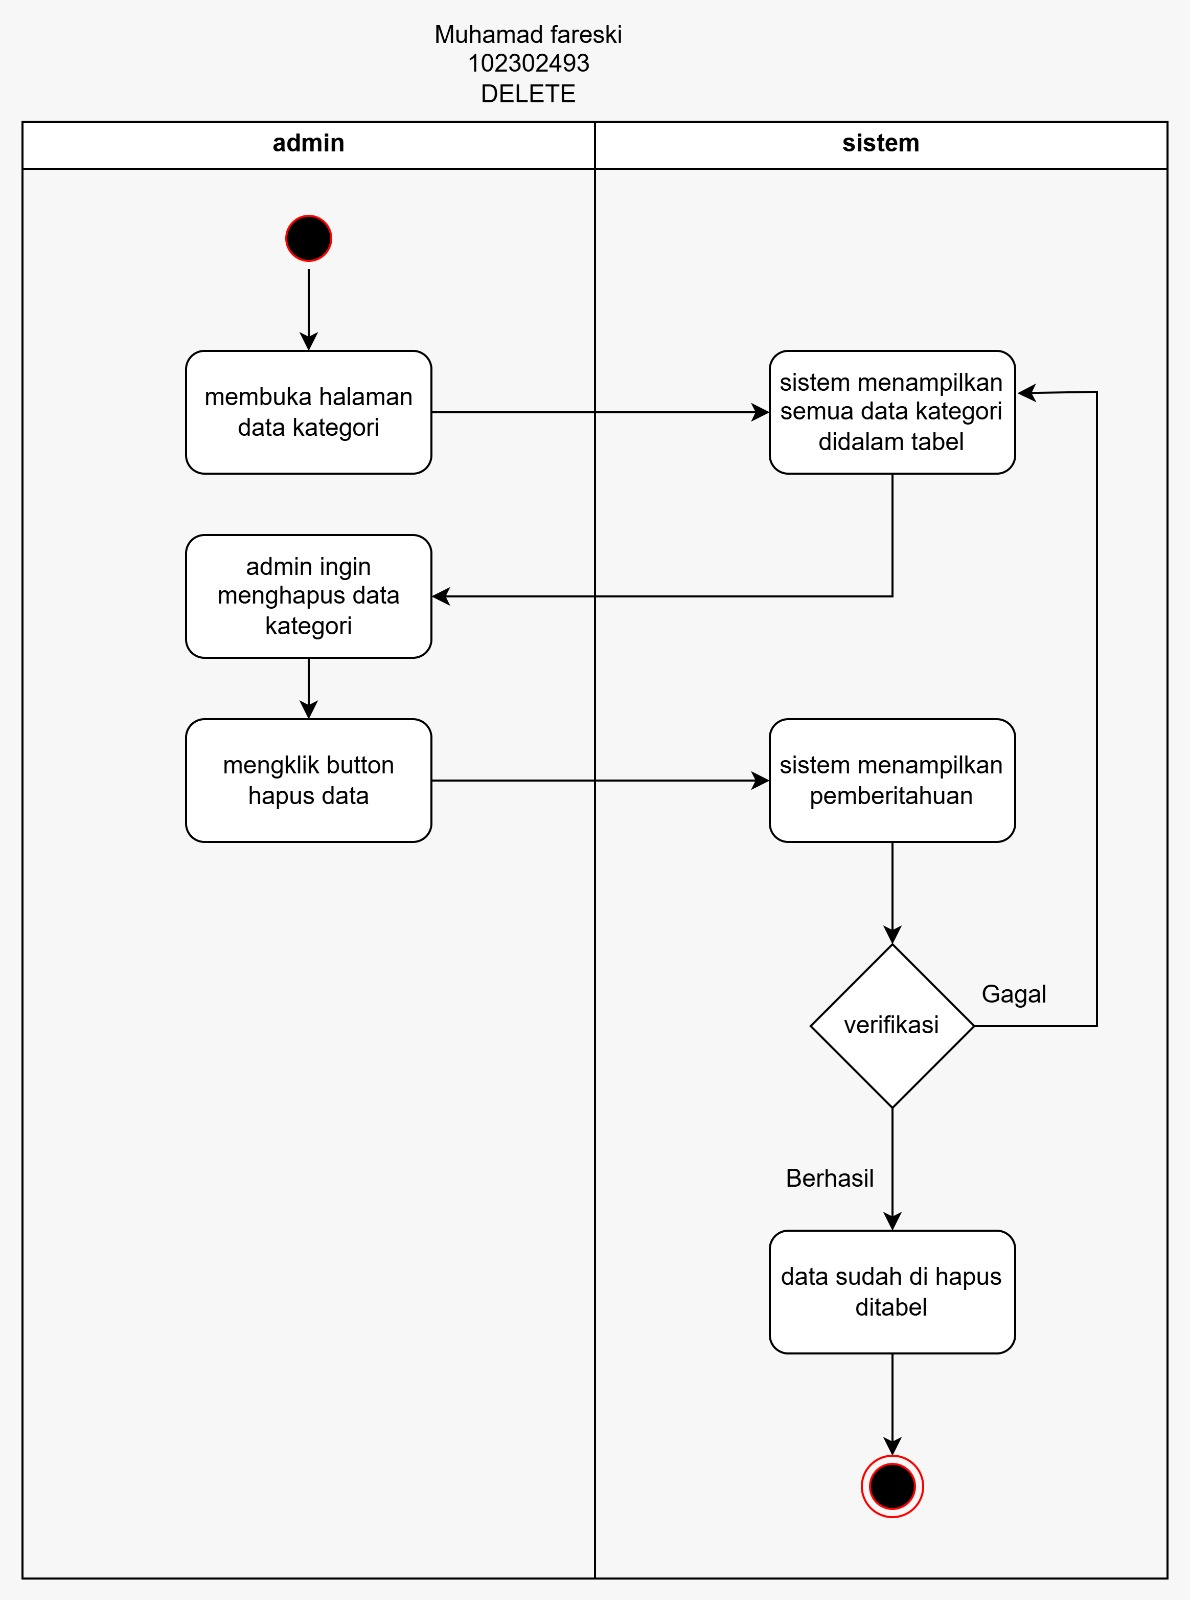 Muhamad fareski
102302493
DELETE
admin
sistem
membuka halaman
data kategori
sistem menampilkan
semua data kategori
didalam tabel
admin ingin
menghapus data
kategori
mengklik button
hapus data
sistem menampilkan
pemberitahuan
verifikasi
Gagal
Berhasil
data sudah di hapus
ditabel